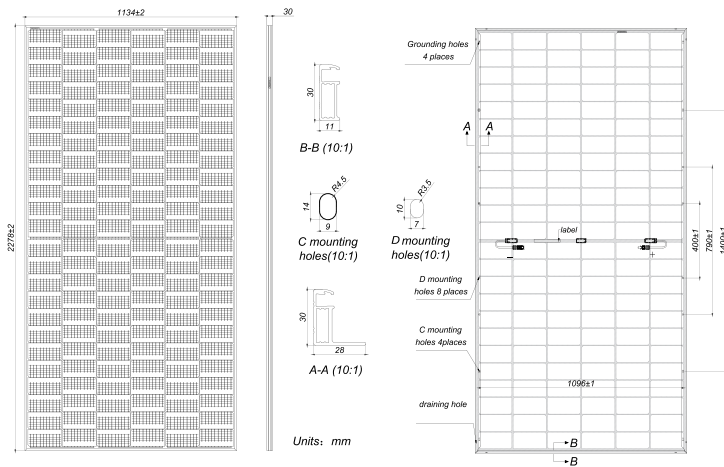 1134±2
30
2278±2
30
11
B-B (10:1)
R4.5
14
9
C mounting
holes(10:1)
R3.5
10
7
D mounting
holes(10:1)
30
28
A-A (10:1)
Units: mm
Grounding holes
4 places
A A
label
D mounting
holes 8 places
C mounting
holes 4places
1096±1
draining hole
B
B
400±1
790±1
1400±1
− +